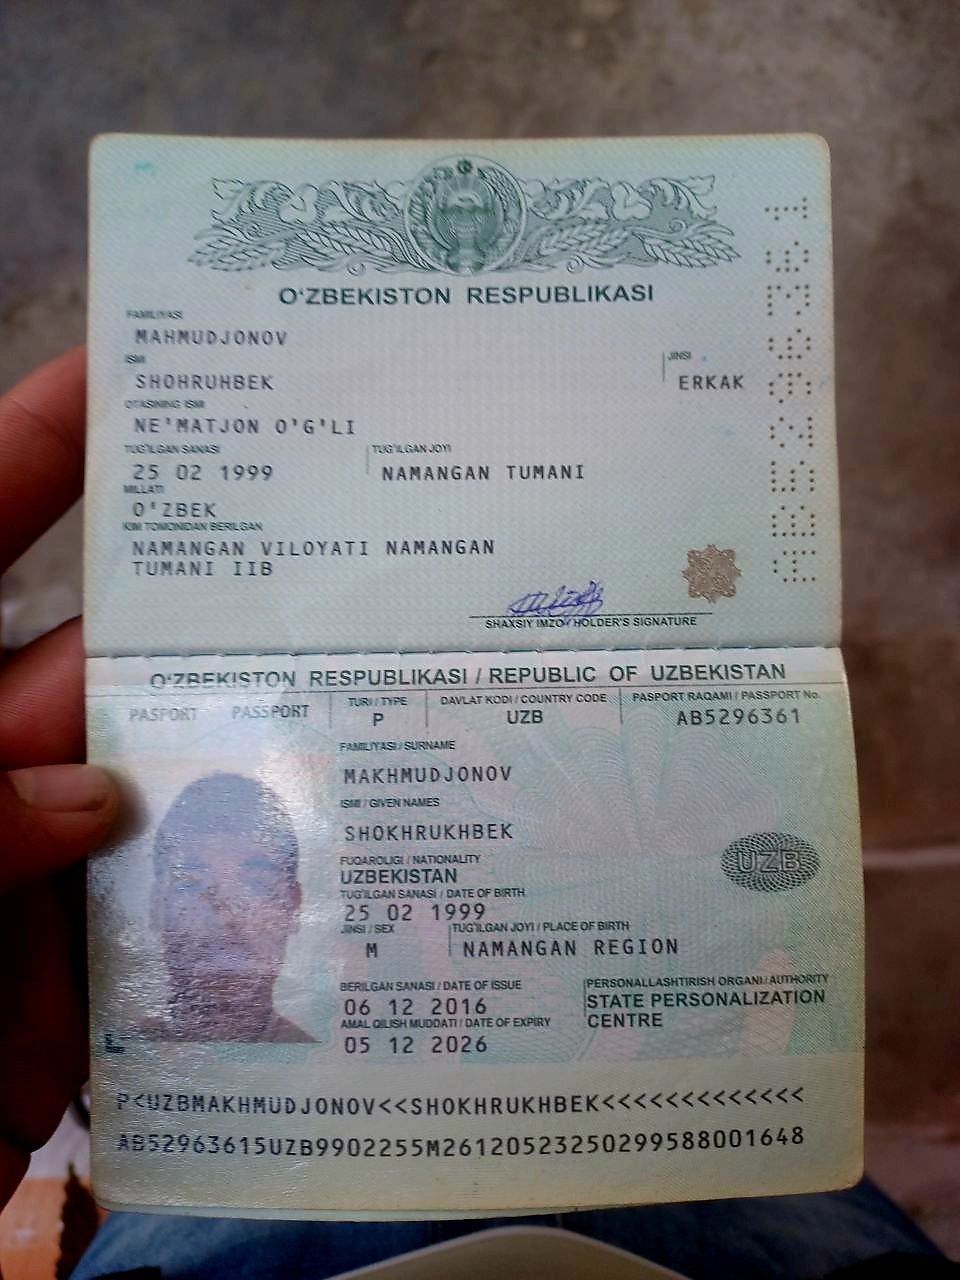 O‘ZBEKISTON RESPUBLIKASI
FAMILIYASI
MAHMUDJONOV
ISMI
SHOHRUHBEK
JINSI
ERKAK
OTASINING ISMI
NE'MATJON O'G'LI
TUG‘ILGAN SANASI
25 02 1999
TUG‘ILGAN JOYI
NAMANGAN TUMANI
MILLATI
O'ZBEK
KIM TOMONIDAN BERILGAN
NAMANGAN VILOYATI NAMANGAN
TUMANI IIB
AB5296361
SHAXSIY IMZO / HOLDER'S SIGNATURE
O‘ZBEKISTON RESPUBLIKASI / REPUBLIC OF UZBEKISTAN
PASPORT PASSPORT
TURI / TYPE
P
DAVLAT KODI / COUNTRY CODE
UZB
PASPORT RAQAMI / PASSPORT No.
AB5296361
FAMILIYASI / SURNAME
MAKHMUDJONOV
ISMI / GIVEN NAMES
SHOKHRUKHBEK
FUQAROLIGI / NATIONALITY
UZBEKISTAN
UZB
TUG‘ILGAN SANASI / DATE OF BIRTH
25 02 1999
JINSI / SEX
M
TUG‘ILGAN JOYI / PLACE OF BIRTH
NAMANGAN REGION
BERILGAN SANASI / DATE OF ISSUE
06 12 2016
PERSONALLASHTIRISH ORGANI / AUTHORITY
STATE PERSONALIZATION
CENTRE
AMAL QILISH MUDDATI / DATE OF EXPIRY
05 12 2026
P<UZBMAKHMUDJONOV<<SHOKHRUKHBEK<<<<<<<<<<<<<
AB52963615UZB9902255M26120523250299588001648